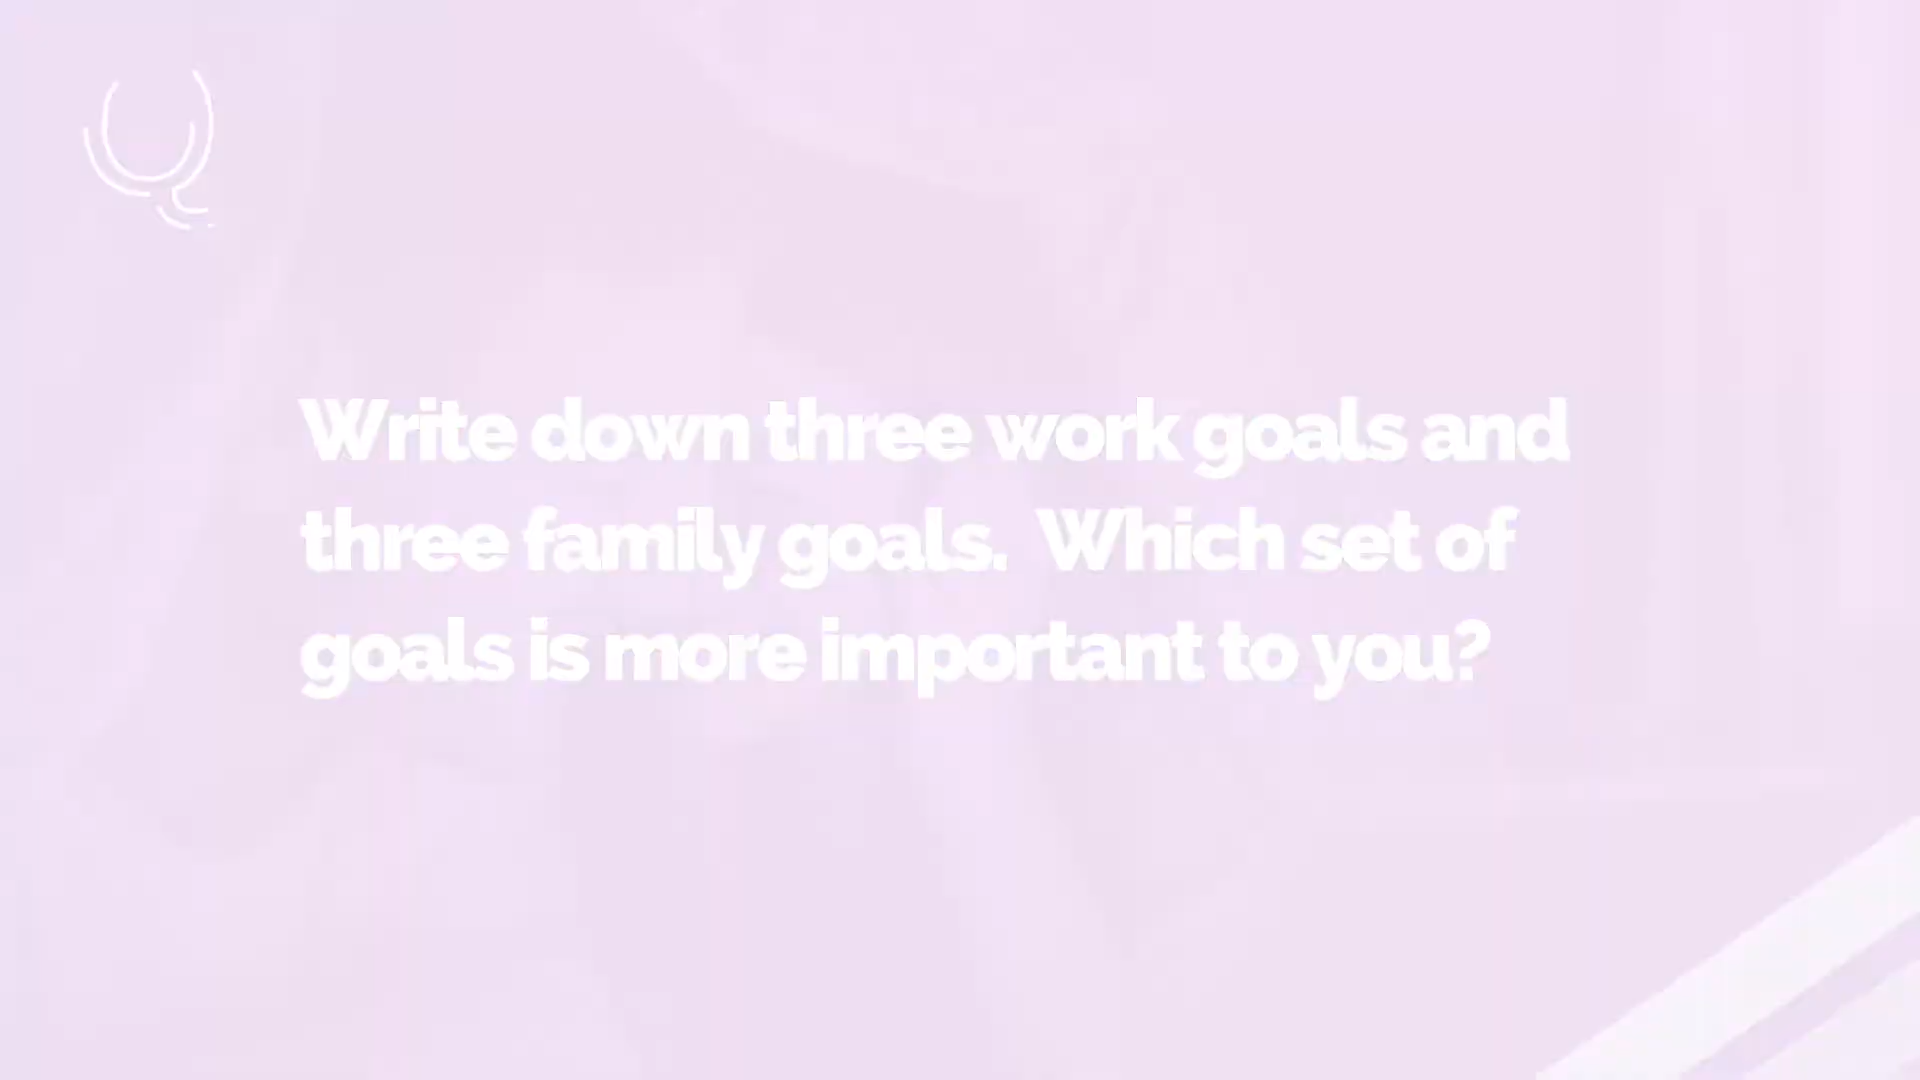 Write down three work goals and
three family goals.  Which set of
goals is more important to you?